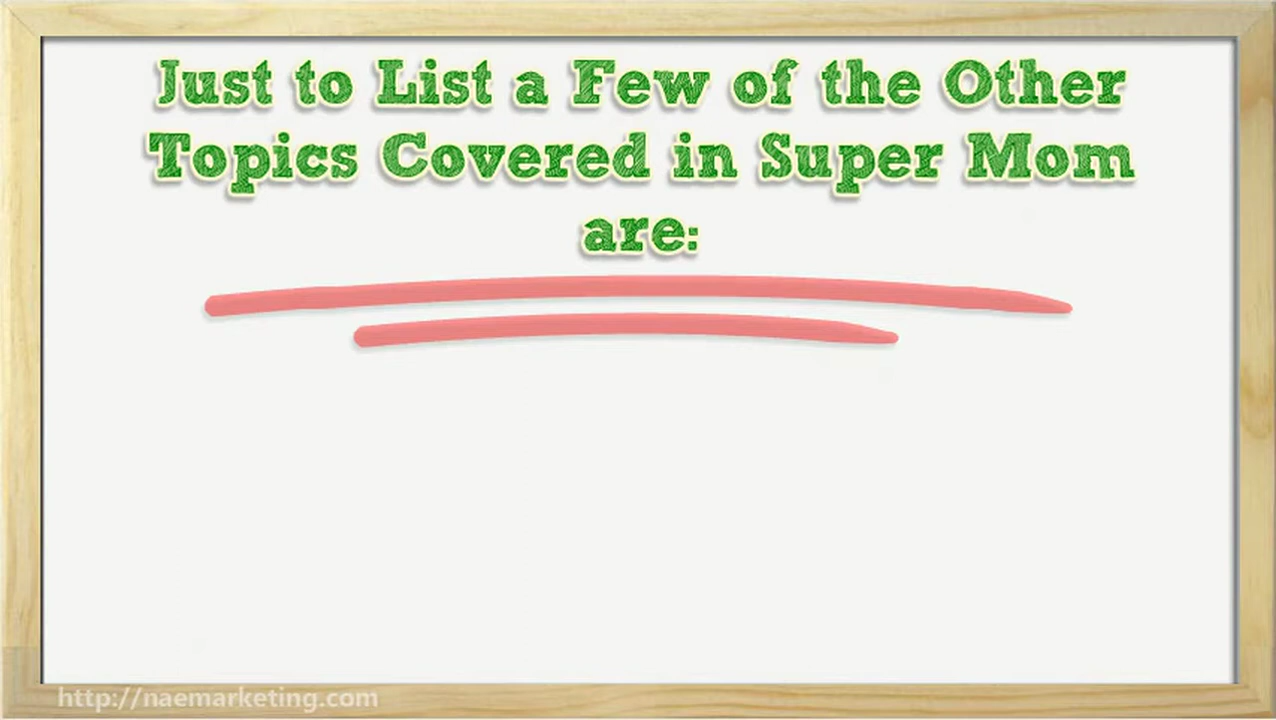 Just to List a Few of the Other
Topics Covered in Super Mom
are:
http://naemarketing.com